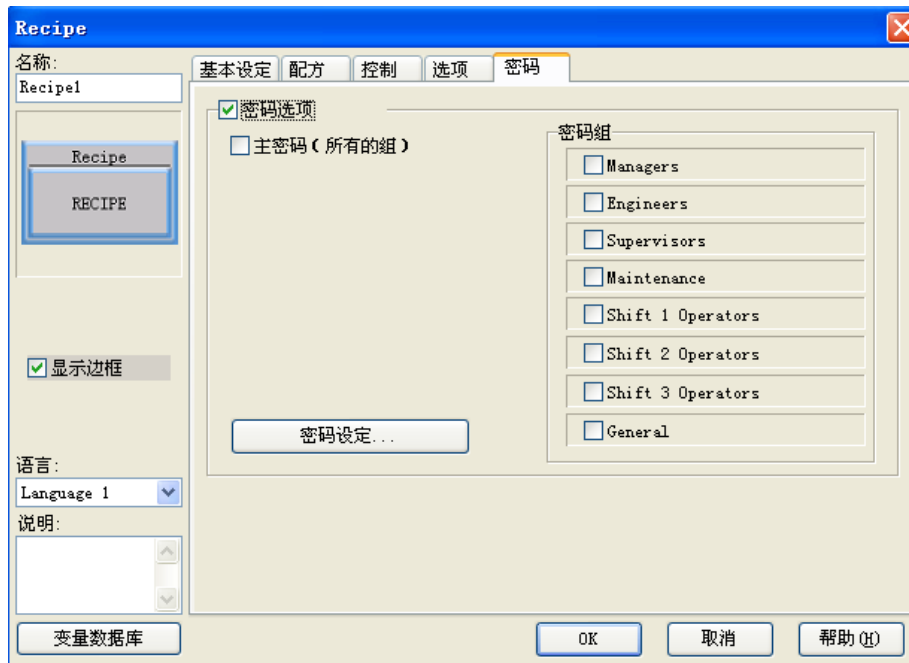 Recipe
名称:
Recipe1
Recipe
RECIPE
显示边框
语言:
Language 1
说明:
变量数据库
基本设定 配方 控制 选项 密码
密码选项
主密码(所有的组)
密码设定...
密码组
Managers
Engineers
Supervisors
Maintenance
Shift 1 Operators
Shift 2 Operators
Shift 3 Operators
General
OK 取消 帮助(H)